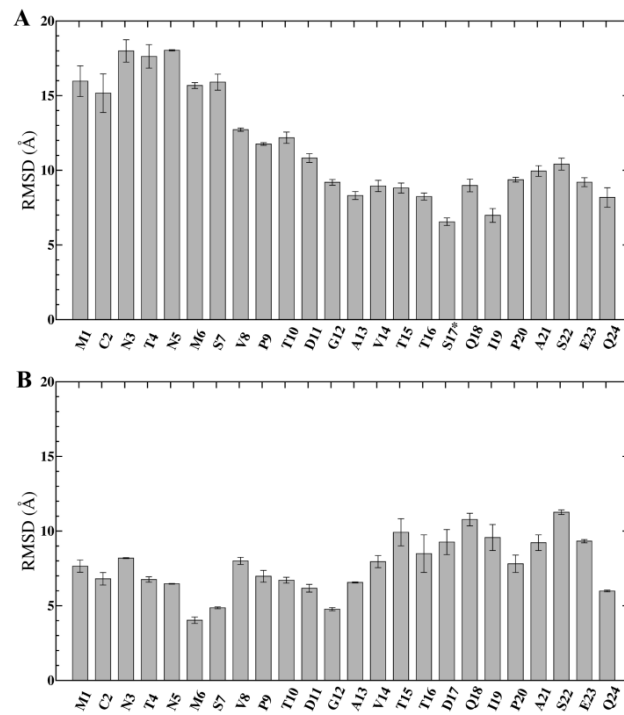 A
20
15
10
5
0
RMSD (Å)
M1 C2 N3 T4 N5 M6 S7 V8 P9 T10 D11 G12 A13 V14 T15 T16 S17* Q18 I19 P20 A21 S22 E23 Q24
B
20
15
10
5
0
RMSD (Å)
M1 C2 N3 T4 N5 M6 S7 V8 P9 T10 D11 G12 A13 V14 T15 T16 D17 Q18 I19 P20 A21 S22 E23 Q24